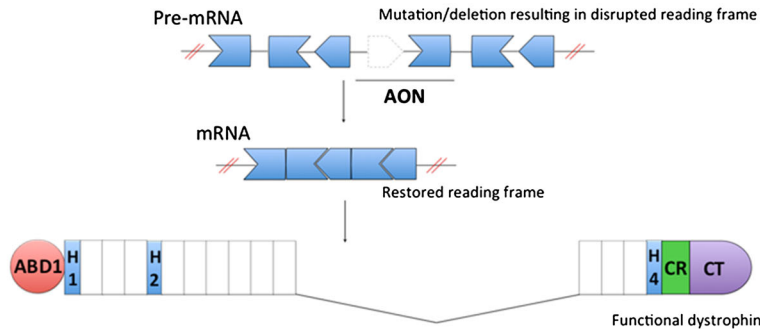 Pre-mRNA
Mutation/deletion resulting in disrupted reading frame
AON
mRNA
Restored reading frame
ABD1
H
1
H
2
H
4
CR
CT
Functional dystrophin